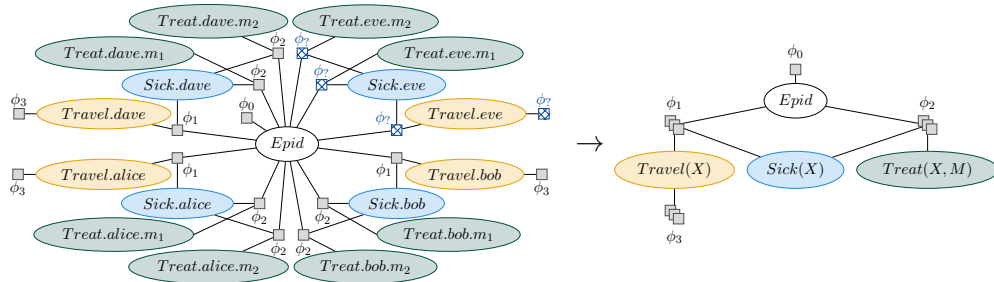 Treat.dave.m₂ Treat.eve.m₂
ϕ₂ ϕ?
Treat.dave.m₁ Treat.eve.m₁
ϕ₂ ϕ?
Sick.dave Sick.eve
ϕ₃ Travel.dave ϕ₁ ϕ₀ ϕ? Travel.eve ϕ?
Epid
ϕ₃ Travel.alice ϕ₁ ϕ₁ Travel.bob ϕ₃
Sick.alice ϕ₂ ϕ₂ Sick.bob
Treat.alice.m₁ ϕ₂ ϕ₂ Treat.bob.m₁
Treat.alice.m₂ Treat.bob.m₂
→
ϕ₀
Epid
ϕ₁ ϕ₂
Travel(X) Sick(X) Treat(X, M)
ϕ₃